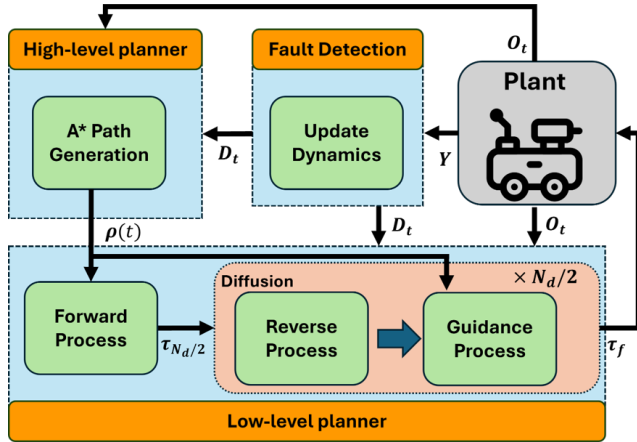 High-level planner
Fault Detection
O_t
Plant
A* Path
Generation
Update
Dynamics
D_t
Y
ρ(t)
D_t
O_t
Diffusion
× N_d/2
Forward
Process
τ_{N_d/2}
Reverse
Process
Guidance
Process
τ_f
Low-level planner